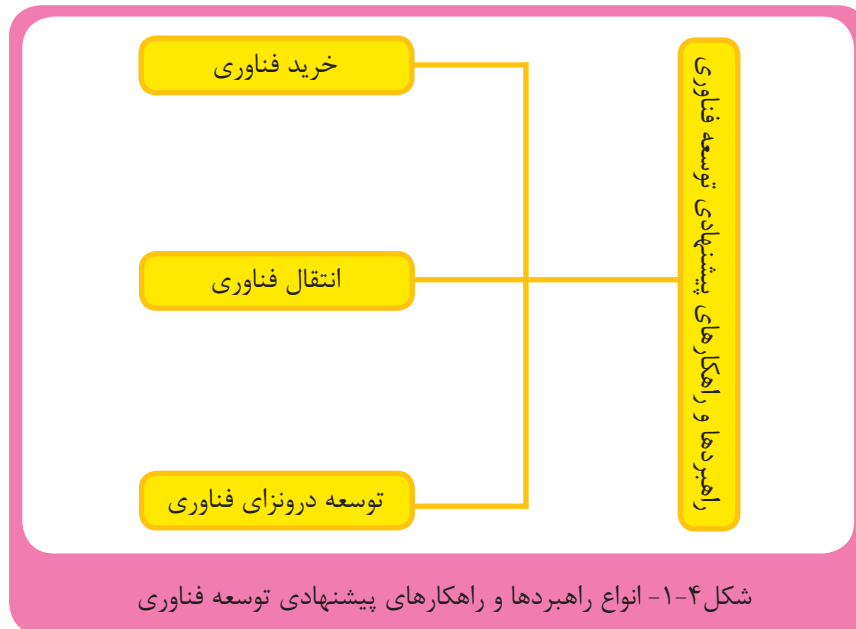 راهبردها و راهکارهای پیشنهادی توسعه فناوری
خرید فناوری
انتقال فناوری
توسعه درونزای فناوری
شکل۴-۱- انواع راهبردها و راهکارهای پیشنهادی توسعه فناوری